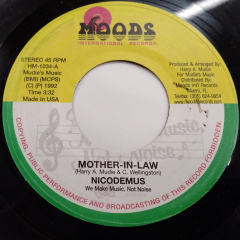 MOODS
INTERNATIONAL RECORDS
STEREO 45 RPM
HM-1034-A
Mudie's Music
(BMI) (MCPS)
(C) (P) 1992
Time 3:32
Made in USA
Produced & Arranged by:
Harry A. Mudie
For Mudie's Music
Distributed by:
Moods Int'l Records
Miami, FL
MOTHER-IN-LAW
(Harry A. Mudie & C. Wellington)
NICODEMUS
We Make Music, Not Noise
COPYING, PUBLIC PERFORMANCE AND BROADCASTING OF THIS RECORD FORBIDDEN.